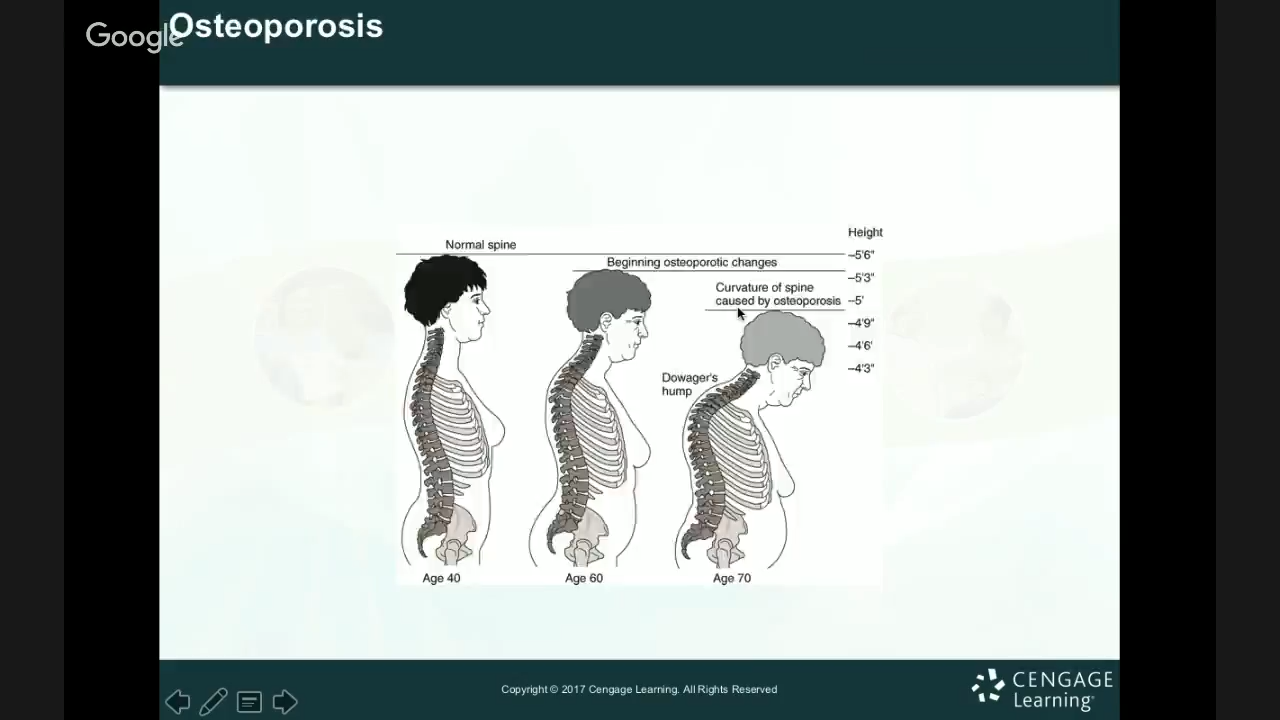 Google
Osteoporosis
Height
Normal spine
–5'6"
Beginning osteoporotic changes
–5'3"
Curvature of spine
caused by osteoporosis
–5'
–4'9"
–4'6'
–4'3"
Dowager's
hump
Age 40
Age 60
Age 70
Copyright © 2017 Cengage Learning. All Rights Reserved
CENGAGE
Learning